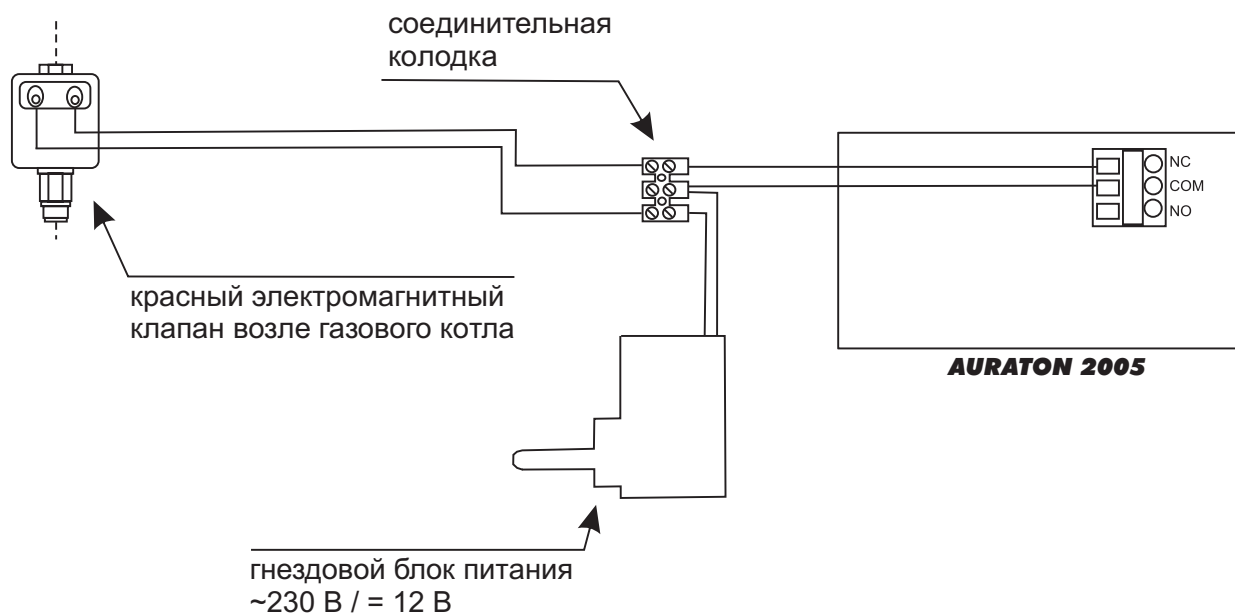 соединительная
колодка
NC
COM
NO
красный электромагнитный
клапан возле газового котла
AURATON 2005
гнездовой блок питания
~230 В / = 12 В